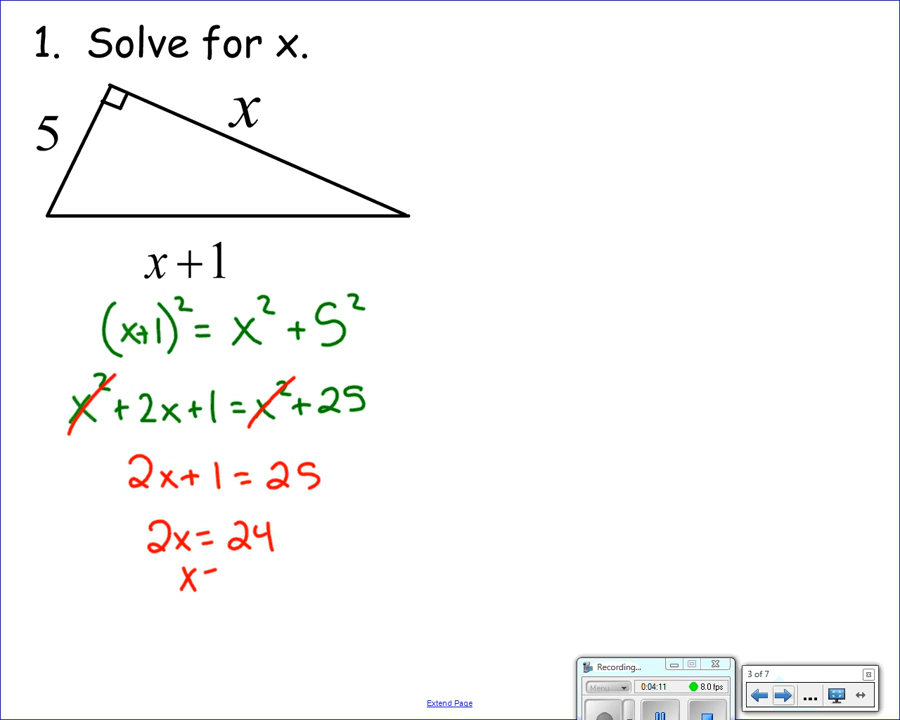 1. Solve for x.
5
x
x+1
(x+1)² = x² + 5²
x² + 2x + 1 = x² + 25
2x + 1 = 25
2x = 24
x =
Recording...
Menu
0:04:11
8.0 fps
3 of 7
...
Extend Page